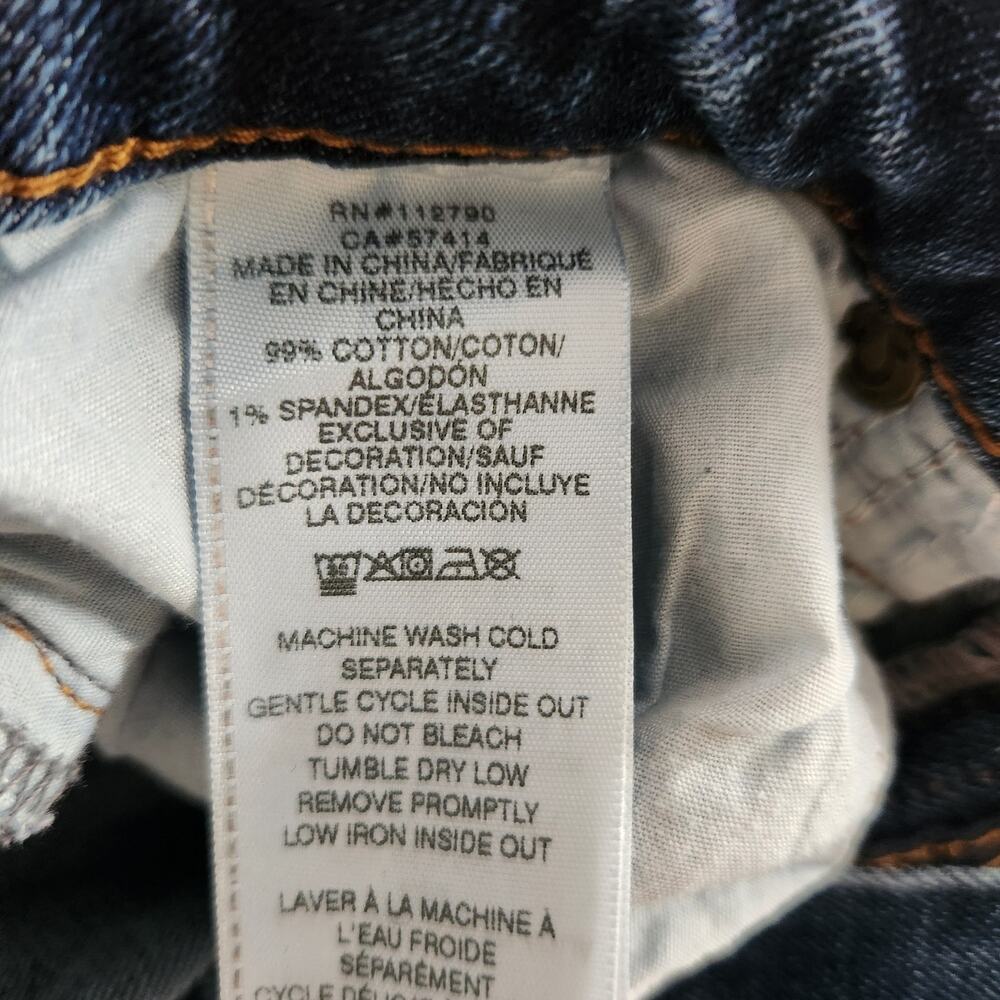 RN#112790
CA#57414
MADE IN CHINA/FABRIQUÉ
EN CHINE/HECHO EN
CHINA
99% COTTON/COTON/
ALGODÓN
1% SPANDEX/ÉLASTHANNE
EXCLUSIVE OF
DECORATION/SAUF
DÉCORATION/NO INCLUYE
LA DECORACIÓN
30
MACHINE WASH COLD
SEPARATELY
GENTLE CYCLE INSIDE OUT
DO NOT BLEACH
TUMBLE DRY LOW
REMOVE PROMPTLY
LOW IRON INSIDE OUT
LAVER À LA MACHINE À
L'EAU FROIDE
SÉPARÉMENT
CYCLE